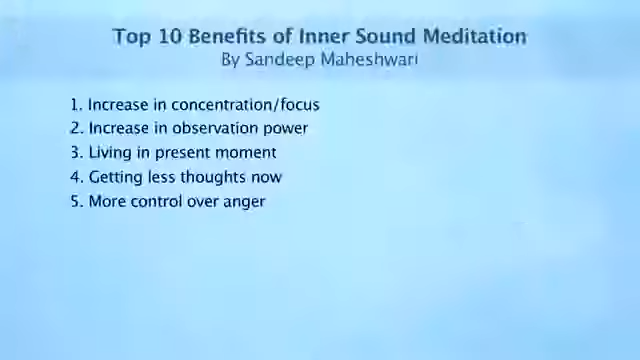 Top 10 Benefits of Inner Sound Meditation
By Sandeep Maheshwari
1. Increase in concentration/focus
2. Increase in observation power
3. Living in present moment
4. Getting less thoughts now
5. More control over anger